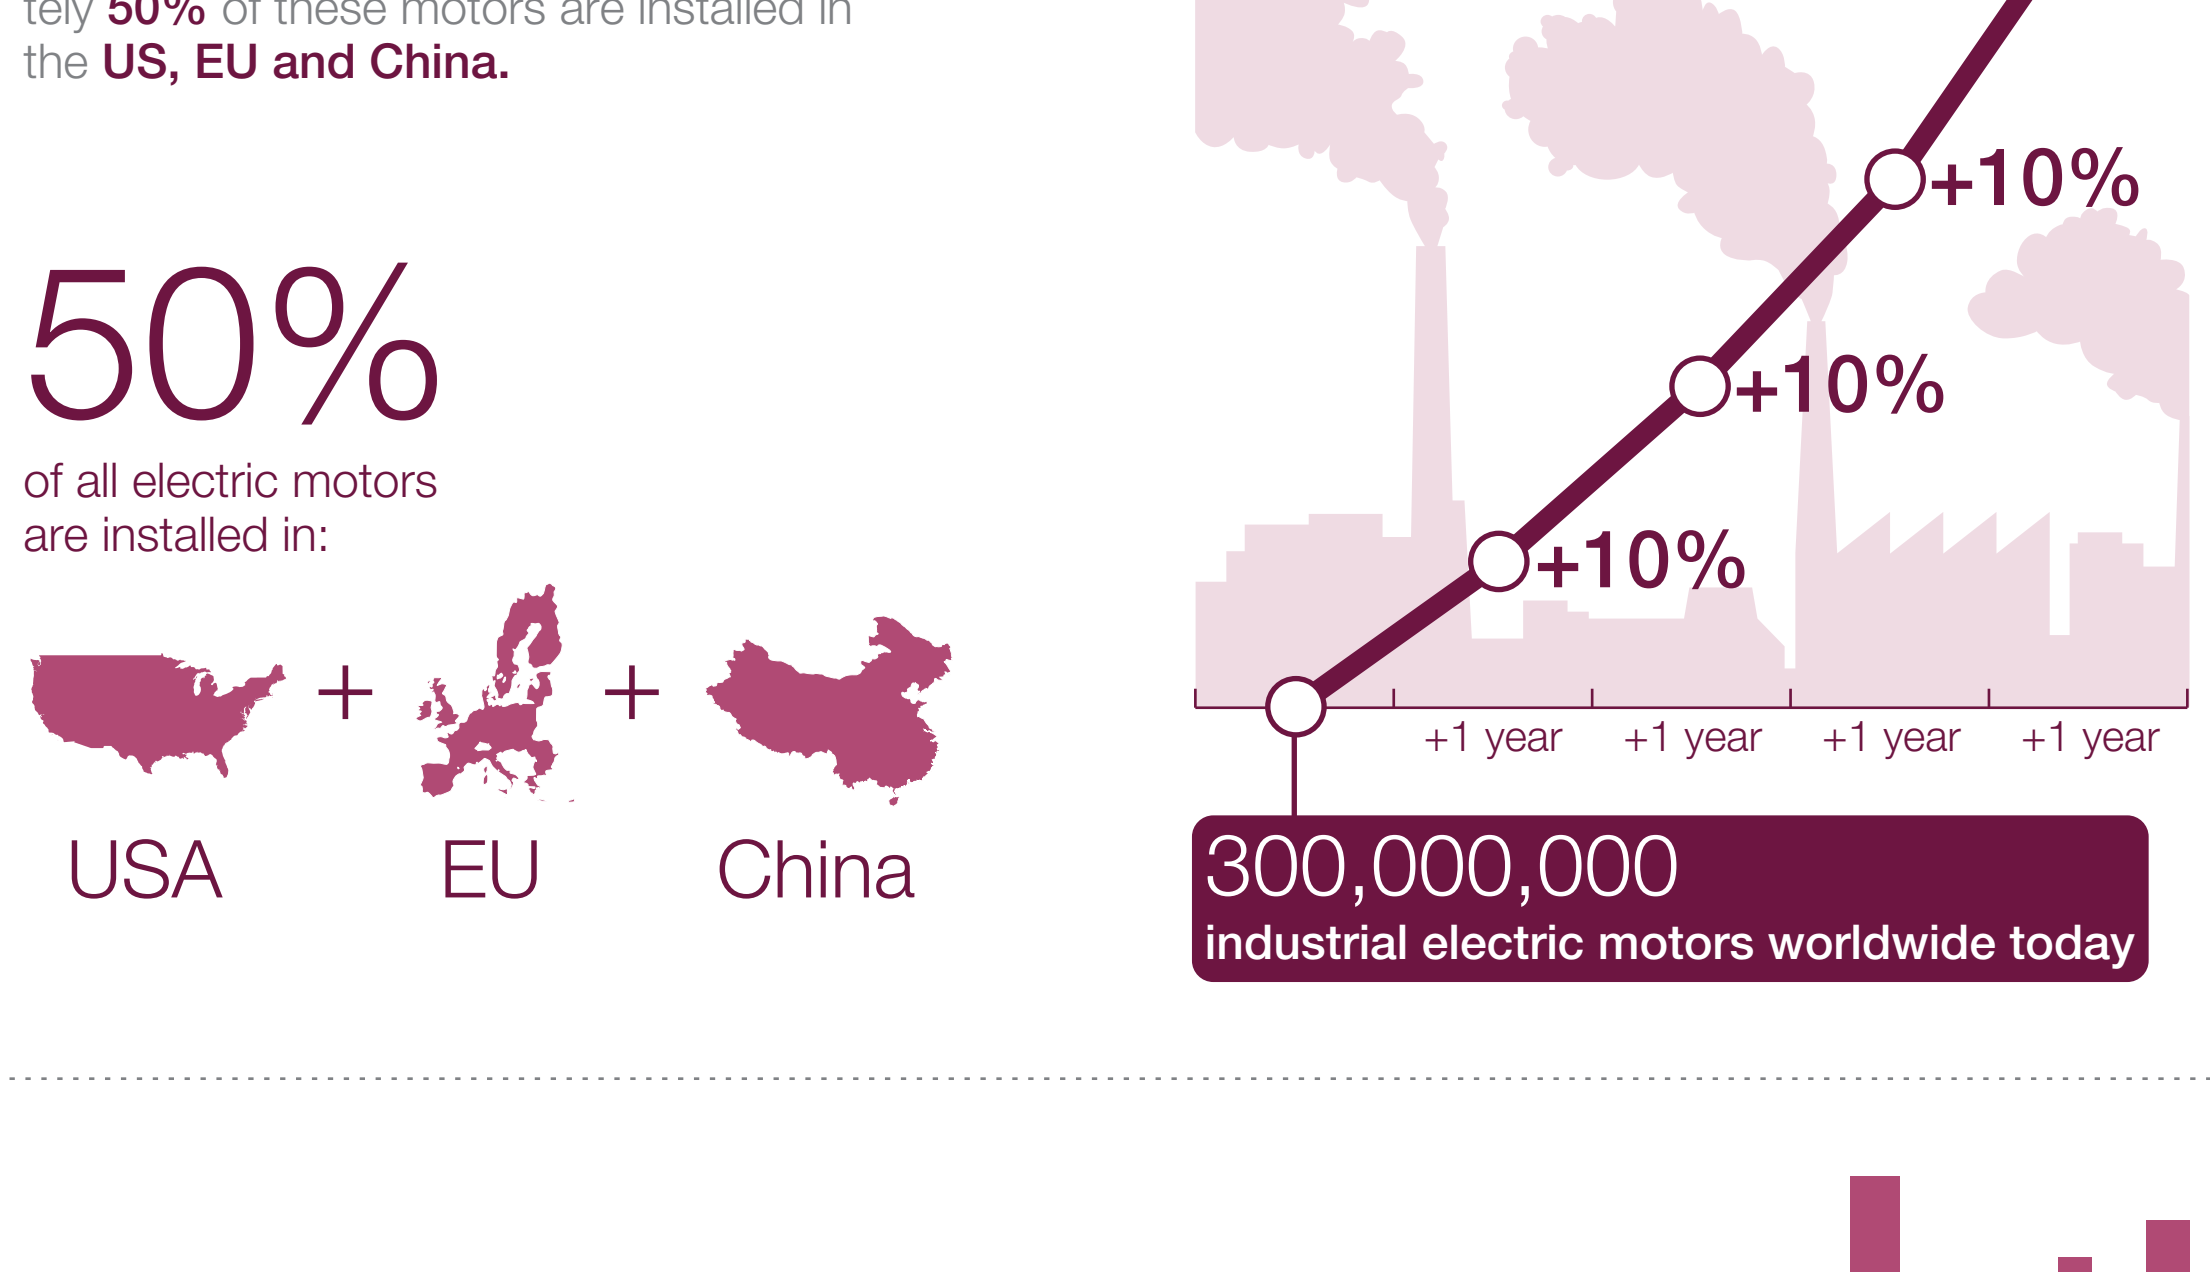 tely 50% of these motors are installed in
the US, EU and China.
50%
of all electric motors
are installed in:
+
+
USA
EU
China
+10%
+10%
+10%
+1 year
+1 year
+1 year
+1 year
300,000,000
industrial electric motors worldwide today